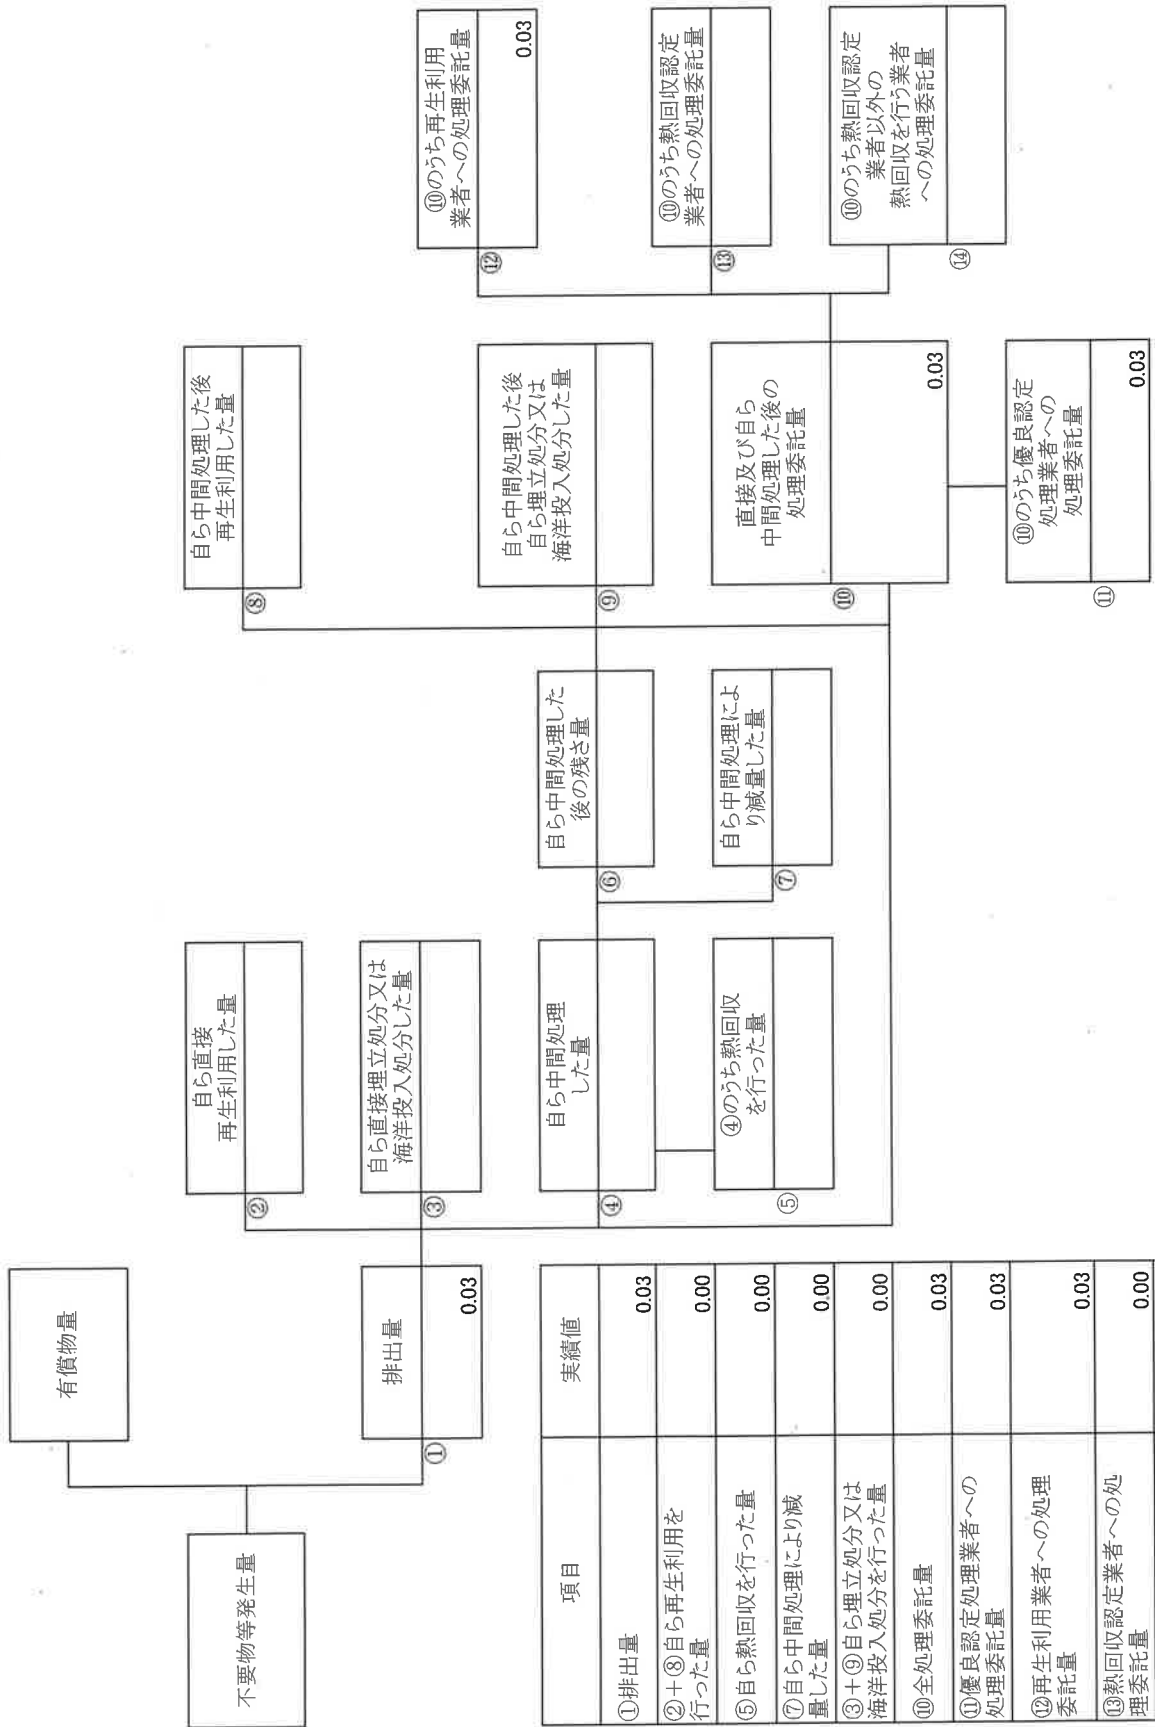 不要物等発生量
有償物量
排出量
①
0.03
自ら直接
再生利用した量
②
自ら直接埋立処分又は
海洋投入処分した量
③
自ら中間処理
した量
④
④のうち熱回収
を行った量
⑤
自ら中間処理した
後の残さ量
⑥
自ら中間処理によ
り減量した量
⑦
自ら中間処理した後
再生利用した量
⑧
自ら中間処理した後
自ら埋立処分又は
海洋投入処分した量
⑨
直接及び自ら
中間処理した後の
処理委託量
⑩
0.03
⑩のうち優良認定
処理業者への
処理委託量
⑪
0.03
⑩のうち再生利用
業者への処理委託量
⑫
0.03
⑩のうち熱回収認定
業者への処理委託量
⑬
⑩のうち熱回収認定
業者以外の
熱回収を行う業者
への処理委託量
⑭
項目 実績値
①排出量 0.03
②+⑧自ら再生利用を
行った量 0.00
⑤自ら熱回収を行った量 0.00
⑦自ら中間処理により減
量した量 0.00
③+⑨自ら埋立処分又は
海洋投入処分を行った量 0.00
⑩全処理委託量 0.03
⑪優良認定処理業者への
処理委託量 0.03
⑫再生利用業者への処理
委託量 0.03
⑬熱回収認定業者への処
理委託量 0.00